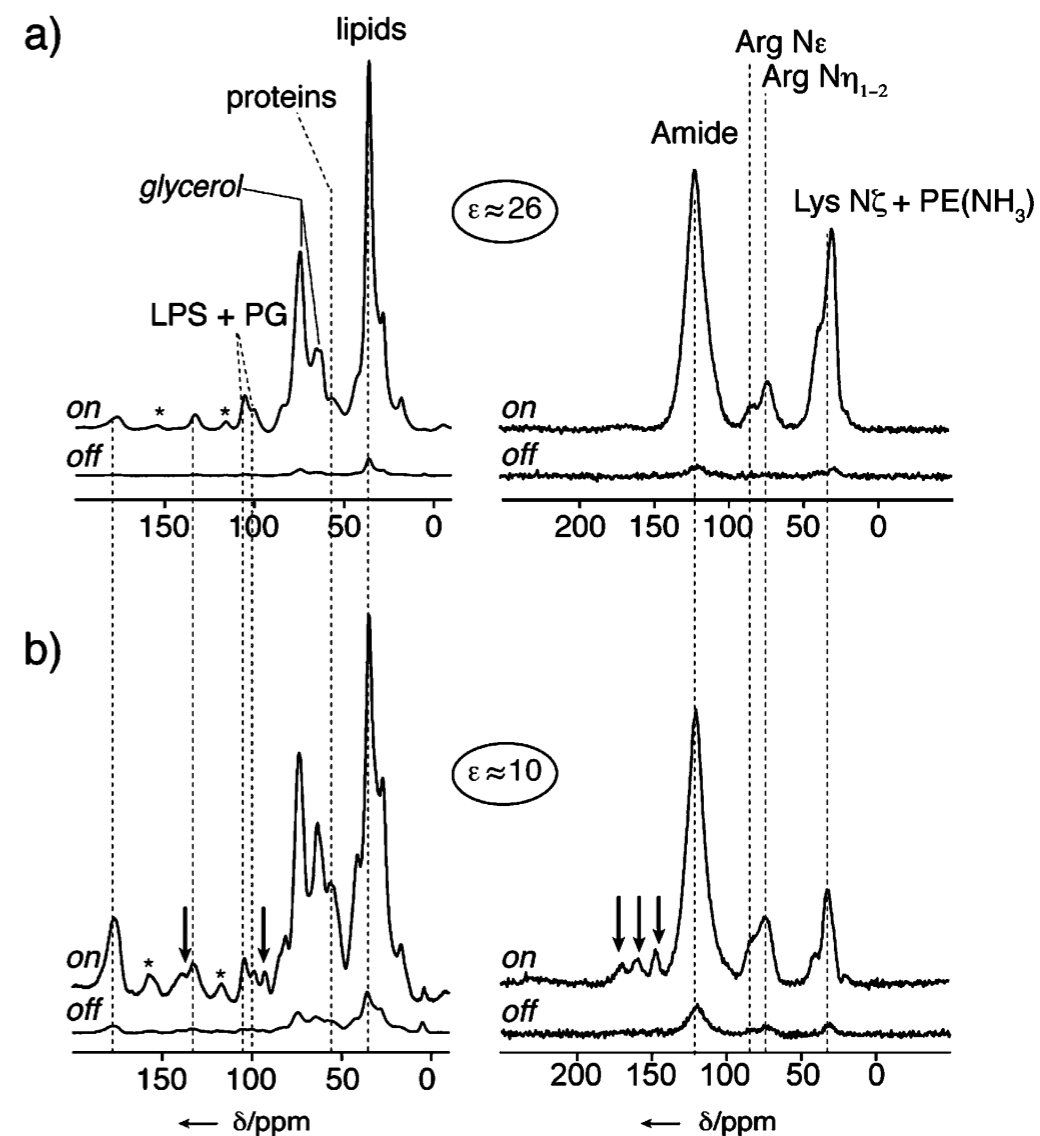 a)
lipids
proteins
glycerol
LPS + PG
on
* *
off
150 100 50 0
ε ≈ 26
Arg Nε
Arg Nη1–2
Amide
Lys Nζ + PE(NH3)
on
off
200 150 100 50 0
b)
on
* *
off
150 100 50 0
← δ/ppm
ε ≈ 10
on
off
200 150 100 50 0
← δ/ppm